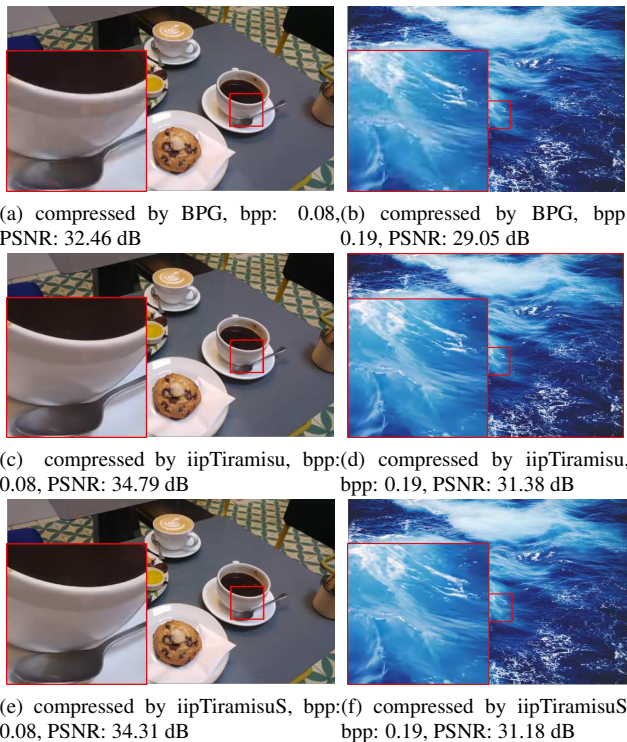 (a) compressed by BPG, bpp: 0.08,
PSNR: 32.46 dB
(b) compressed by BPG, bpp
0.19, PSNR: 29.05 dB
(c) compressed by iipTiramisu, bpp:
0.08, PSNR: 34.79 dB
(d) compressed by iipTiramisu,
bpp: 0.19, PSNR: 31.38 dB
(e) compressed by iipTiramisuS, bpp:
0.08, PSNR: 34.31 dB
(f) compressed by iipTiramisuS
bpp: 0.19, PSNR: 31.18 dB